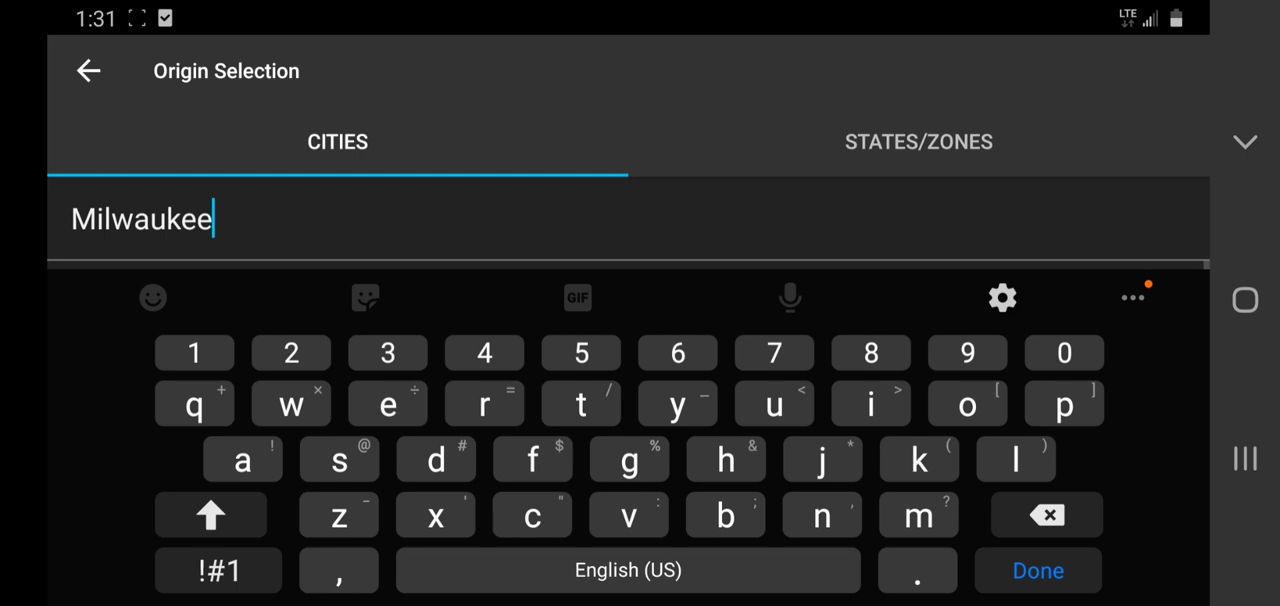 1:31 LTE
Origin Selection
CITIES STATES/ZONES
Milwaukee
GIF
1 2 3 4 5 6 7 8 9 0
+ × ÷ = / _ < > [ ]
q w e r t y u i o p
! @ # $ % & * ( )
a s d f g h j k l
- ' " : ; , ?
z x c v b n m
!#1 , English (US) . Done